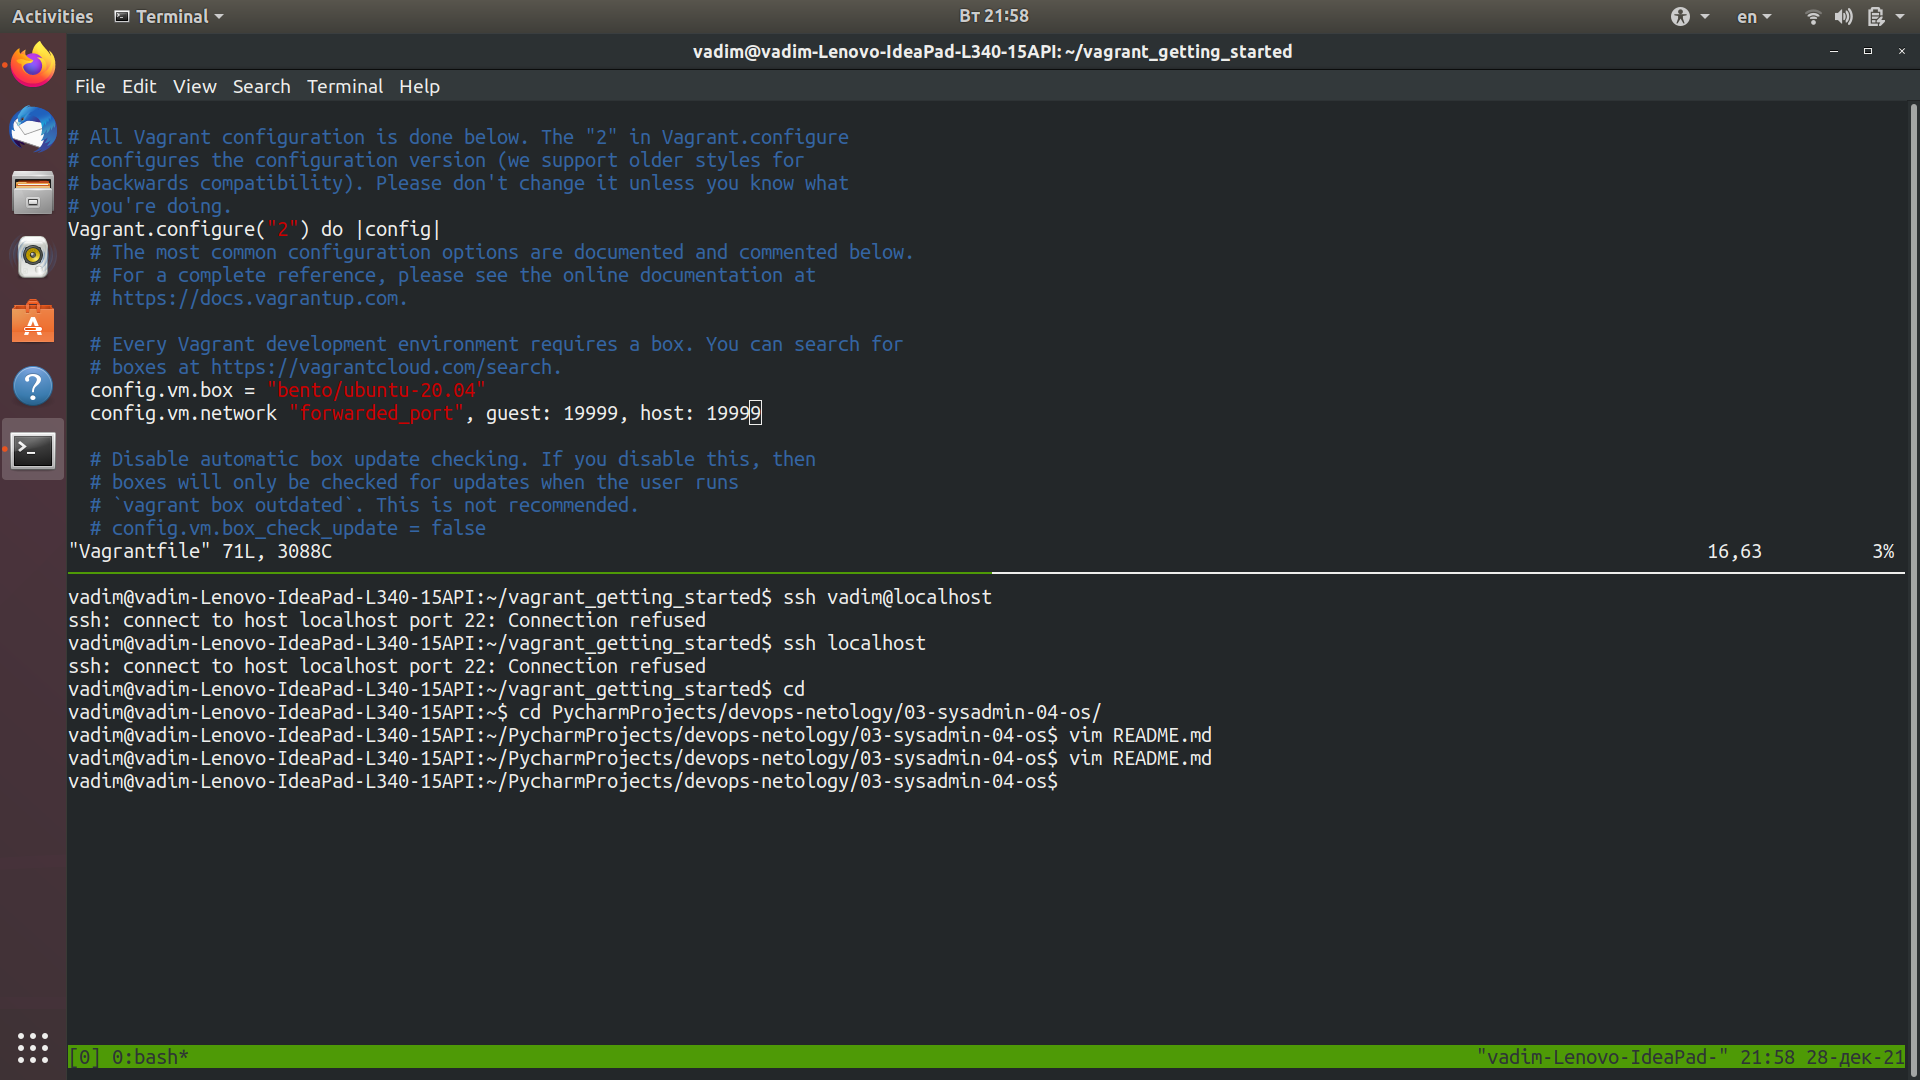 Activities Terminal Вт 21:58 en
vadim@vadim-Lenovo-IdeaPad-L340-15API: ~/vagrant_getting_started
File Edit View Search Terminal Help
# All Vagrant configuration is done below. The "2" in Vagrant.configure
# configures the configuration version (we support older styles for
# backwards compatibility). Please don't change it unless you know what
# you're doing.
Vagrant.configure("2") do |config|
  # The most common configuration options are documented and commented below.
  # For a complete reference, please see the online documentation at
  # https://docs.vagrantup.com.
  # Every Vagrant development environment requires a box. You can search for
  # boxes at https://vagrantcloud.com/search.
  config.vm.box = "bento/ubuntu-20.04"
  config.vm.network "forwarded_port", guest: 19999, host: 19999
  # Disable automatic box update checking. If you disable this, then
  # boxes will only be checked for updates when the user runs
  # `vagrant box outdated`. This is not recommended.
  # config.vm.box_check_update = false
"Vagrantfile" 71L, 3088C 16,63 3%
vadim@vadim-Lenovo-IdeaPad-L340-15API:~/vagrant_getting_started$ ssh vadim@localhost
ssh: connect to host localhost port 22: Connection refused
vadim@vadim-Lenovo-IdeaPad-L340-15API:~/vagrant_getting_started$ ssh localhost
ssh: connect to host localhost port 22: Connection refused
vadim@vadim-Lenovo-IdeaPad-L340-15API:~/vagrant_getting_started$ cd
vadim@vadim-Lenovo-IdeaPad-L340-15API:~$ cd PycharmProjects/devops-netology/03-sysadmin-04-os/
vadim@vadim-Lenovo-IdeaPad-L340-15API:~/PycharmProjects/devops-netology/03-sysadmin-04-os$ vim README.md
vadim@vadim-Lenovo-IdeaPad-L340-15API:~/PycharmProjects/devops-netology/03-sysadmin-04-os$ vim README.md
vadim@vadim-Lenovo-IdeaPad-L340-15API:~/PycharmProjects/devops-netology/03-sysadmin-04-os$
[0] 0:bash* "vadim-Lenovo-IdeaPad-" 21:58 28-дек-21